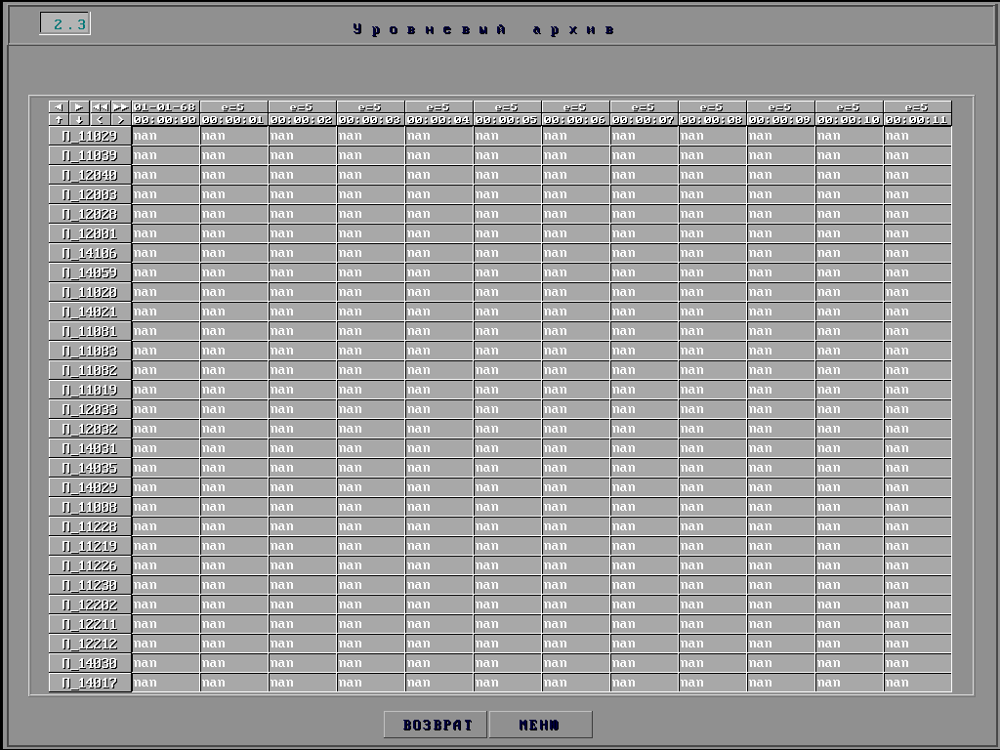 2.3
Уровневый архив
◄ ► ◄◄ ►► 01-01-68 e=5 e=5 e=5 e=5 e=5 e=5 e=5 e=5 e=5 e=5 e=5
↑ ↓ < > 00:00:00 00:00:01 00:00:02 00:00:03 00:00:04 00:00:05 00:00:06 00:00:07 00:00:08 00:00:09 00:00:10 00:00:11
П_11029 nan nan nan nan nan nan nan nan nan nan nan nan
П_11039 nan nan nan nan nan nan nan nan nan nan nan nan
П_12040 nan nan nan nan nan nan nan nan nan nan nan nan
П_12003 nan nan nan nan nan nan nan nan nan nan nan nan
П_12028 nan nan nan nan nan nan nan nan nan nan nan nan
П_12001 nan nan nan nan nan nan nan nan nan nan nan nan
П_14106 nan nan nan nan nan nan nan nan nan nan nan nan
П_14059 nan nan nan nan nan nan nan nan nan nan nan nan
П_11020 nan nan nan nan nan nan nan nan nan nan nan nan
П_14021 nan nan nan nan nan nan nan nan nan nan nan nan
П_11081 nan nan nan nan nan nan nan nan nan nan nan nan
П_11083 nan nan nan nan nan nan nan nan nan nan nan nan
П_11082 nan nan nan nan nan nan nan nan nan nan nan nan
П_11019 nan nan nan nan nan nan nan nan nan nan nan nan
П_12033 nan nan nan nan nan nan nan nan nan nan nan nan
П_12032 nan nan nan nan nan nan nan nan nan nan nan nan
П_14031 nan nan nan nan nan nan nan nan nan nan nan nan
П_14035 nan nan nan nan nan nan nan nan nan nan nan nan
П_14029 nan nan nan nan nan nan nan nan nan nan nan nan
П_11008 nan nan nan nan nan nan nan nan nan nan nan nan
П_11228 nan nan nan nan nan nan nan nan nan nan nan nan
П_11219 nan nan nan nan nan nan nan nan nan nan nan nan
П_11226 nan nan nan nan nan nan nan nan nan nan nan nan
П_11230 nan nan nan nan nan nan nan nan nan nan nan nan
П_12202 nan nan nan nan nan nan nan nan nan nan nan nan
П_12211 nan nan nan nan nan nan nan nan nan nan nan nan
П_12212 nan nan nan nan nan nan nan nan nan nan nan nan
П_14030 nan nan nan nan nan nan nan nan nan nan nan nan
П_14017 nan nan nan nan nan nan nan nan nan nan nan nan
ВОЗВРАТ МЕНЮ